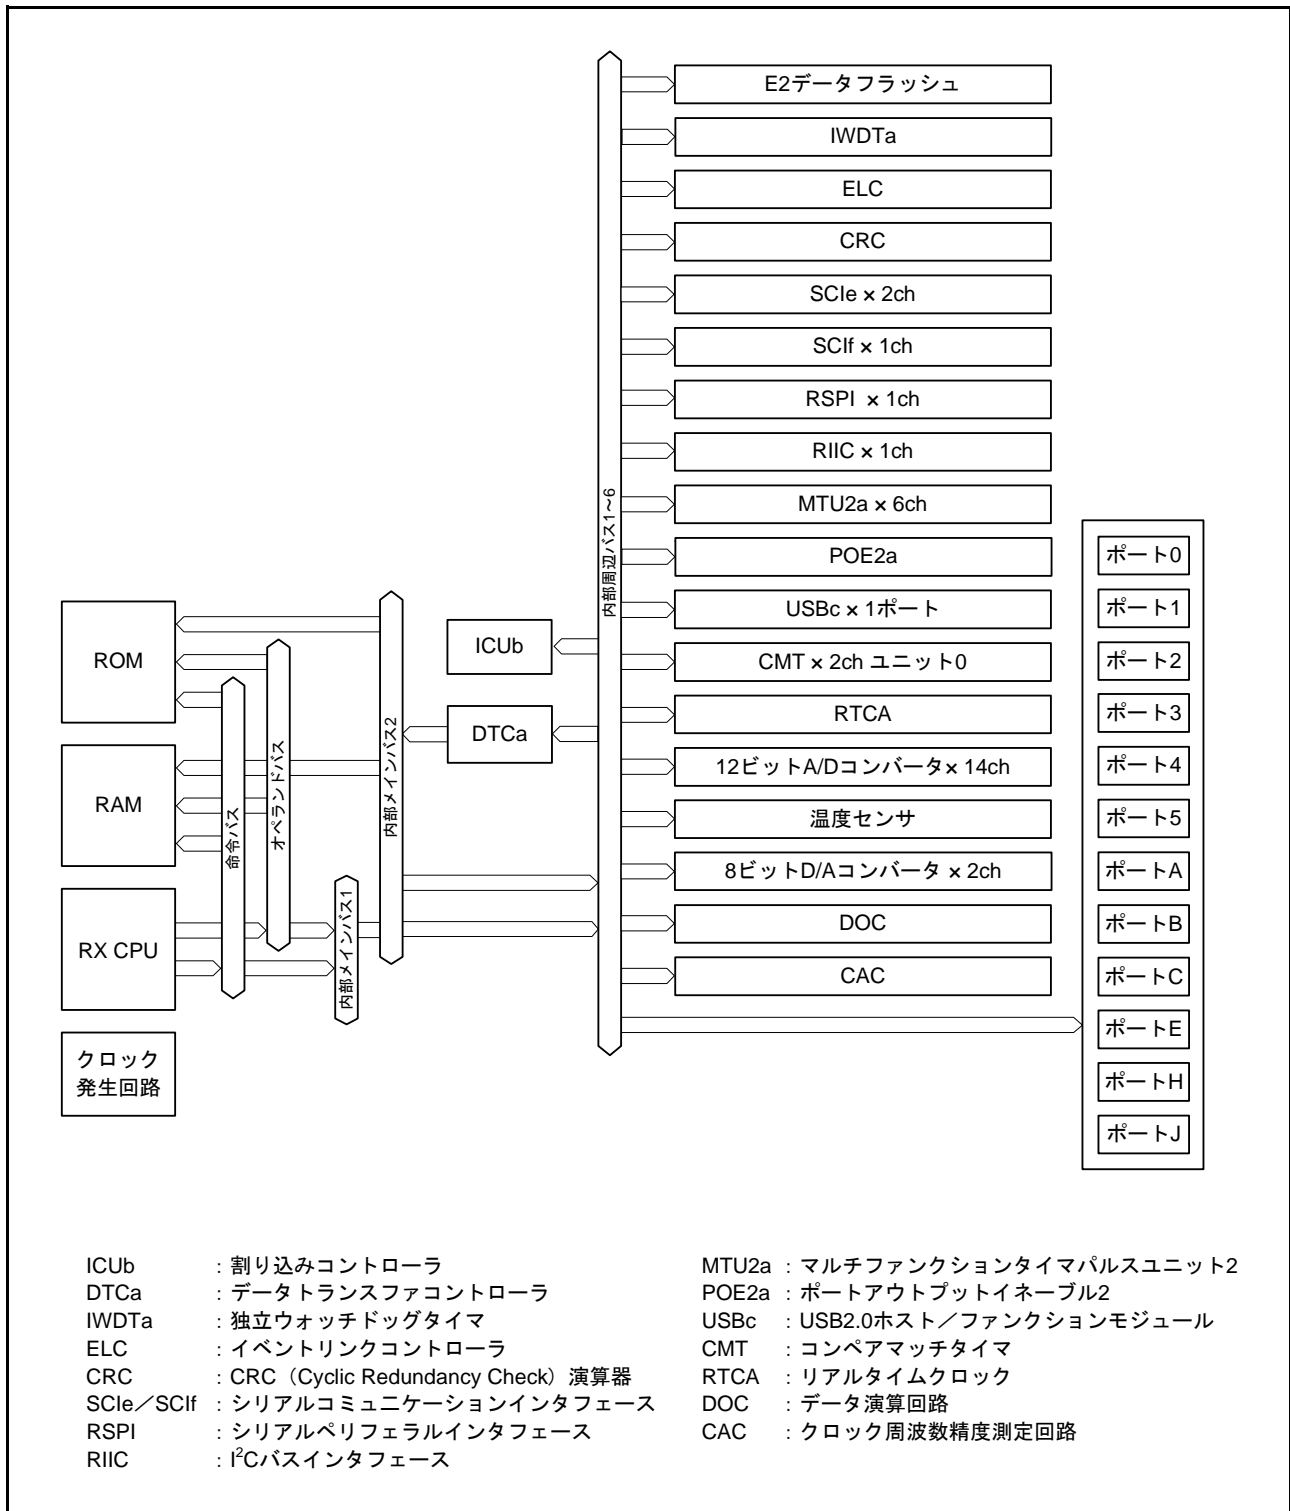 E2データフラッシュ
IWDTa
ELC
CRC
SCIe × 2ch
SCIf × 1ch
RSPI × 1ch
RIIC × 1ch
MTU2a × 6ch
POE2a
USBc × 1ポート
CMT × 2ch ユニット0
RTCA
12ビットA/Dコンバータ× 14ch
温度センサ
8ビットD/Aコンバータ × 2ch
DOC
CAC
ポート0
ポート1
ポート2
ポート3
ポート4
ポート5
ポートA
ポートB
ポートC
ポートE
ポートH
ポートJ
内部周辺バス1～6
ICUb
DTCa
内部メインバス2
内部メインバス1
オペランドバス
命令バス
ROM
RAM
RX CPU
クロック
発生回路
ICUb : 割り込みコントローラ
DTCa : データトランスファコントローラ
IWDTa : 独立ウォッチドッグタイマ
ELC : イベントリンクコントローラ
CRC : CRC（Cyclic Redundancy Check）演算器
SCIe／SCIf : シリアルコミュニケーションインタフェース
RSPI : シリアルペリフェラルインタフェース
RIIC : I²Cバスインタフェース
MTU2a : マルチファンクションタイマパルスユニット2
POE2a : ポートアウトプットイネーブル2
USBc : USB2.0ホスト／ファンクションモジュール
CMT : コンペアマッチタイマ
RTCA : リアルタイムクロック
DOC : データ演算回路
CAC : クロック周波数精度測定回路